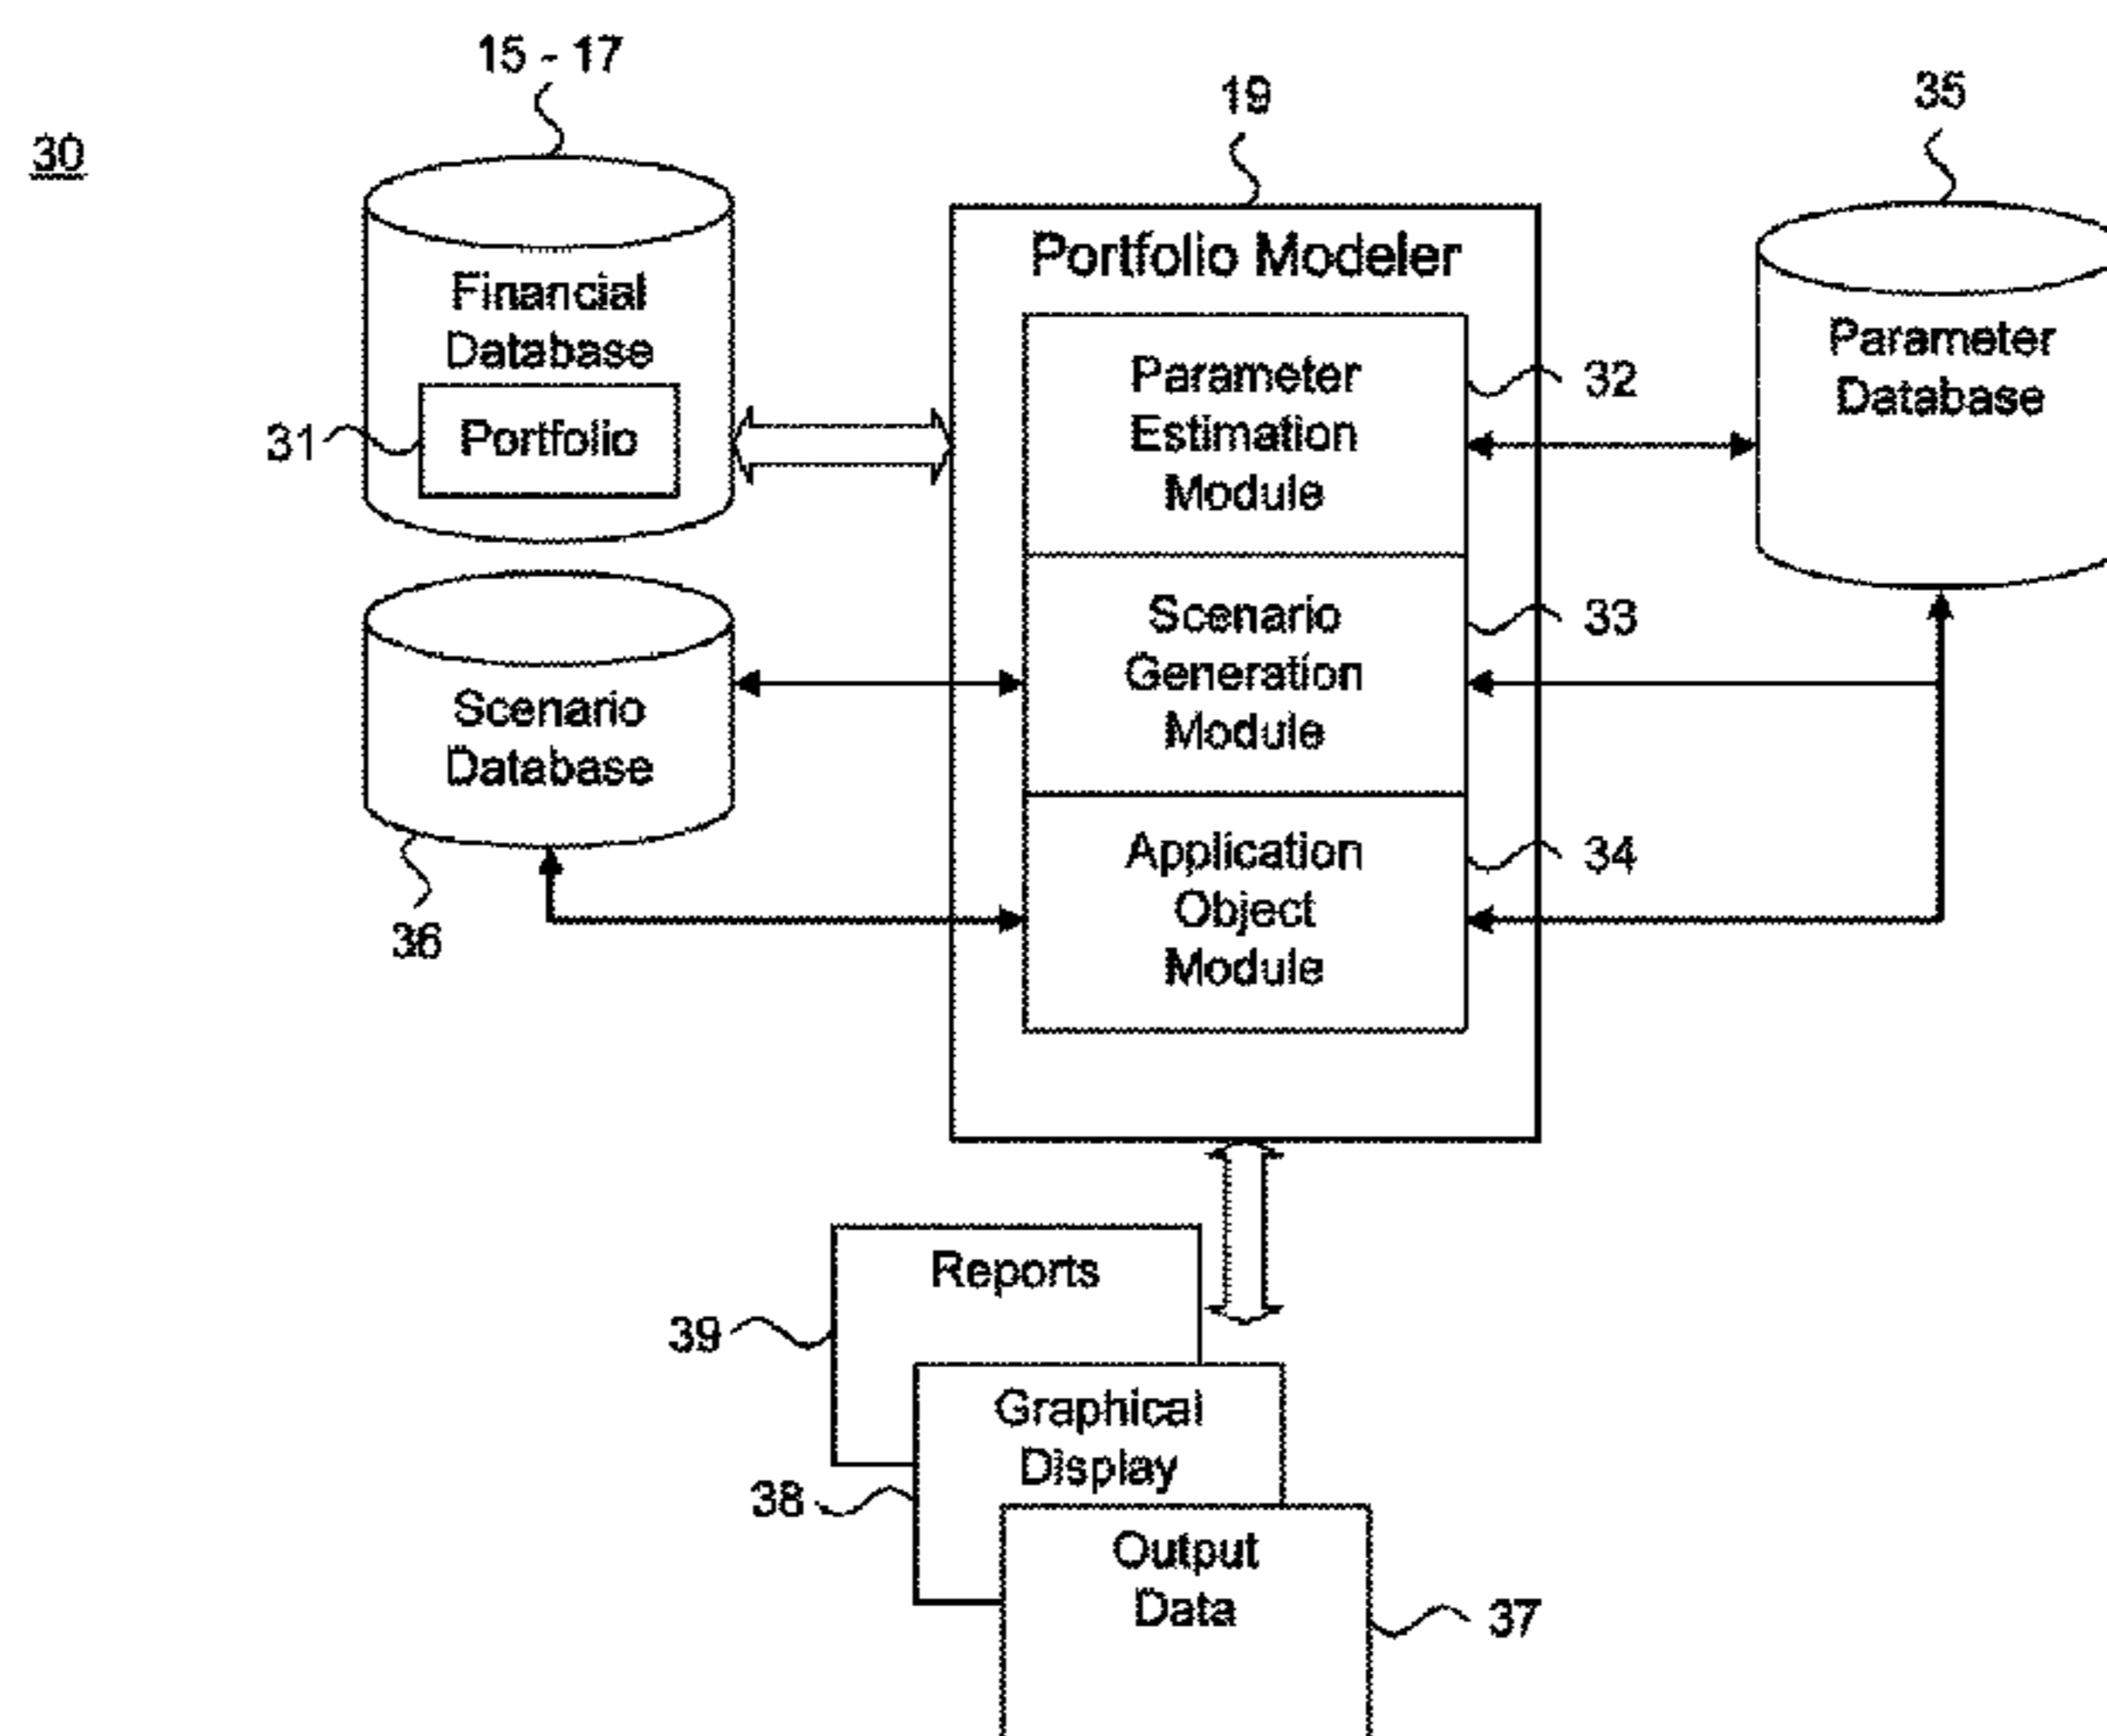 15 - 17
19
35
30
Financial
Database
31
Portfolio
Portfolio Modeler
Parameter
Estimation
Module
32
Parameter
Database
Scenario
Generation
Module
33
Scenario
Database
36
Application
Object
Module
34
Reports
39
Graphical
Display
38
Output
Data
37